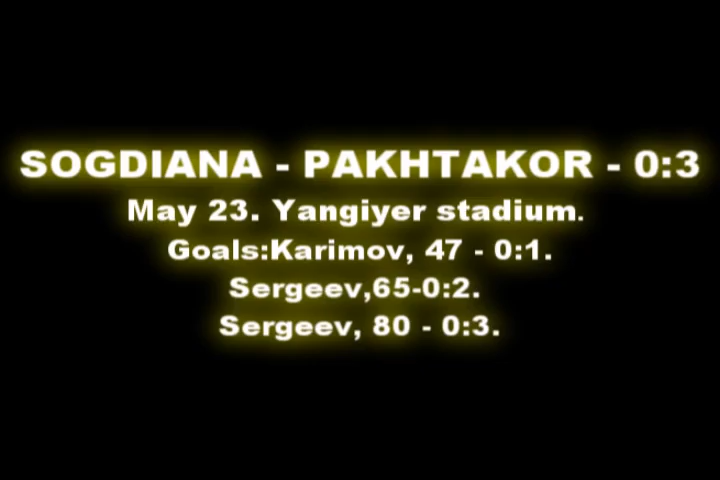 SOGDIANA - PAKHTAKOR - 0:3
May 23. Yangiyer stadium.
Goals:Karimov, 47 - 0:1.
Sergeev,65-0:2.
Sergeev, 80 - 0:3.